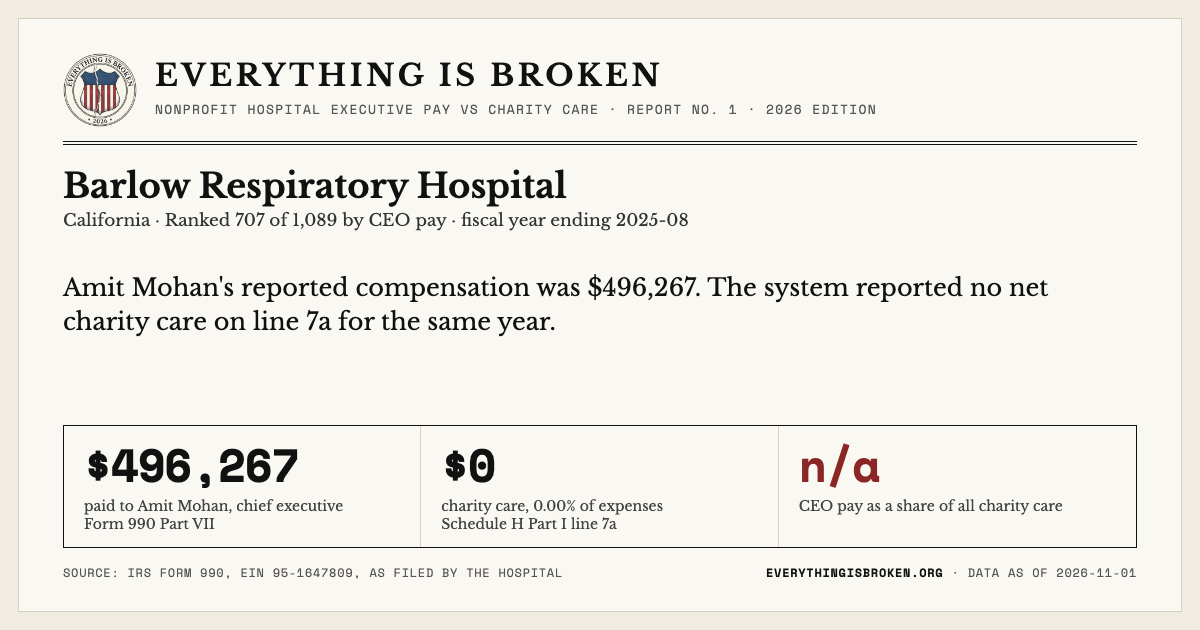 EVERYTHING IS BROKEN
· 2026 ·
EVERYTHING IS BROKEN
NONPROFIT HOSPITAL EXECUTIVE PAY VS CHARITY CARE · REPORT NO. 1 · 2026 EDITION
Barlow Respiratory Hospital
California · Ranked 707 of 1,089 by CEO pay · fiscal year ending 2025-08
Amit Mohan's reported compensation was $496,267. The system reported no net
charity care on line 7a for the same year.
$496,267
paid to Amit Mohan, chief executive
Form 990 Part VII
$0
charity care, 0.00% of expenses
Schedule H Part I line 7a
n/a
CEO pay as a share of all charity care
SOURCE: IRS FORM 990, EIN 95-1647809, AS FILED BY THE HOSPITAL
EVERYTHINGISBROKEN.ORG · DATA AS OF 2026-11-01